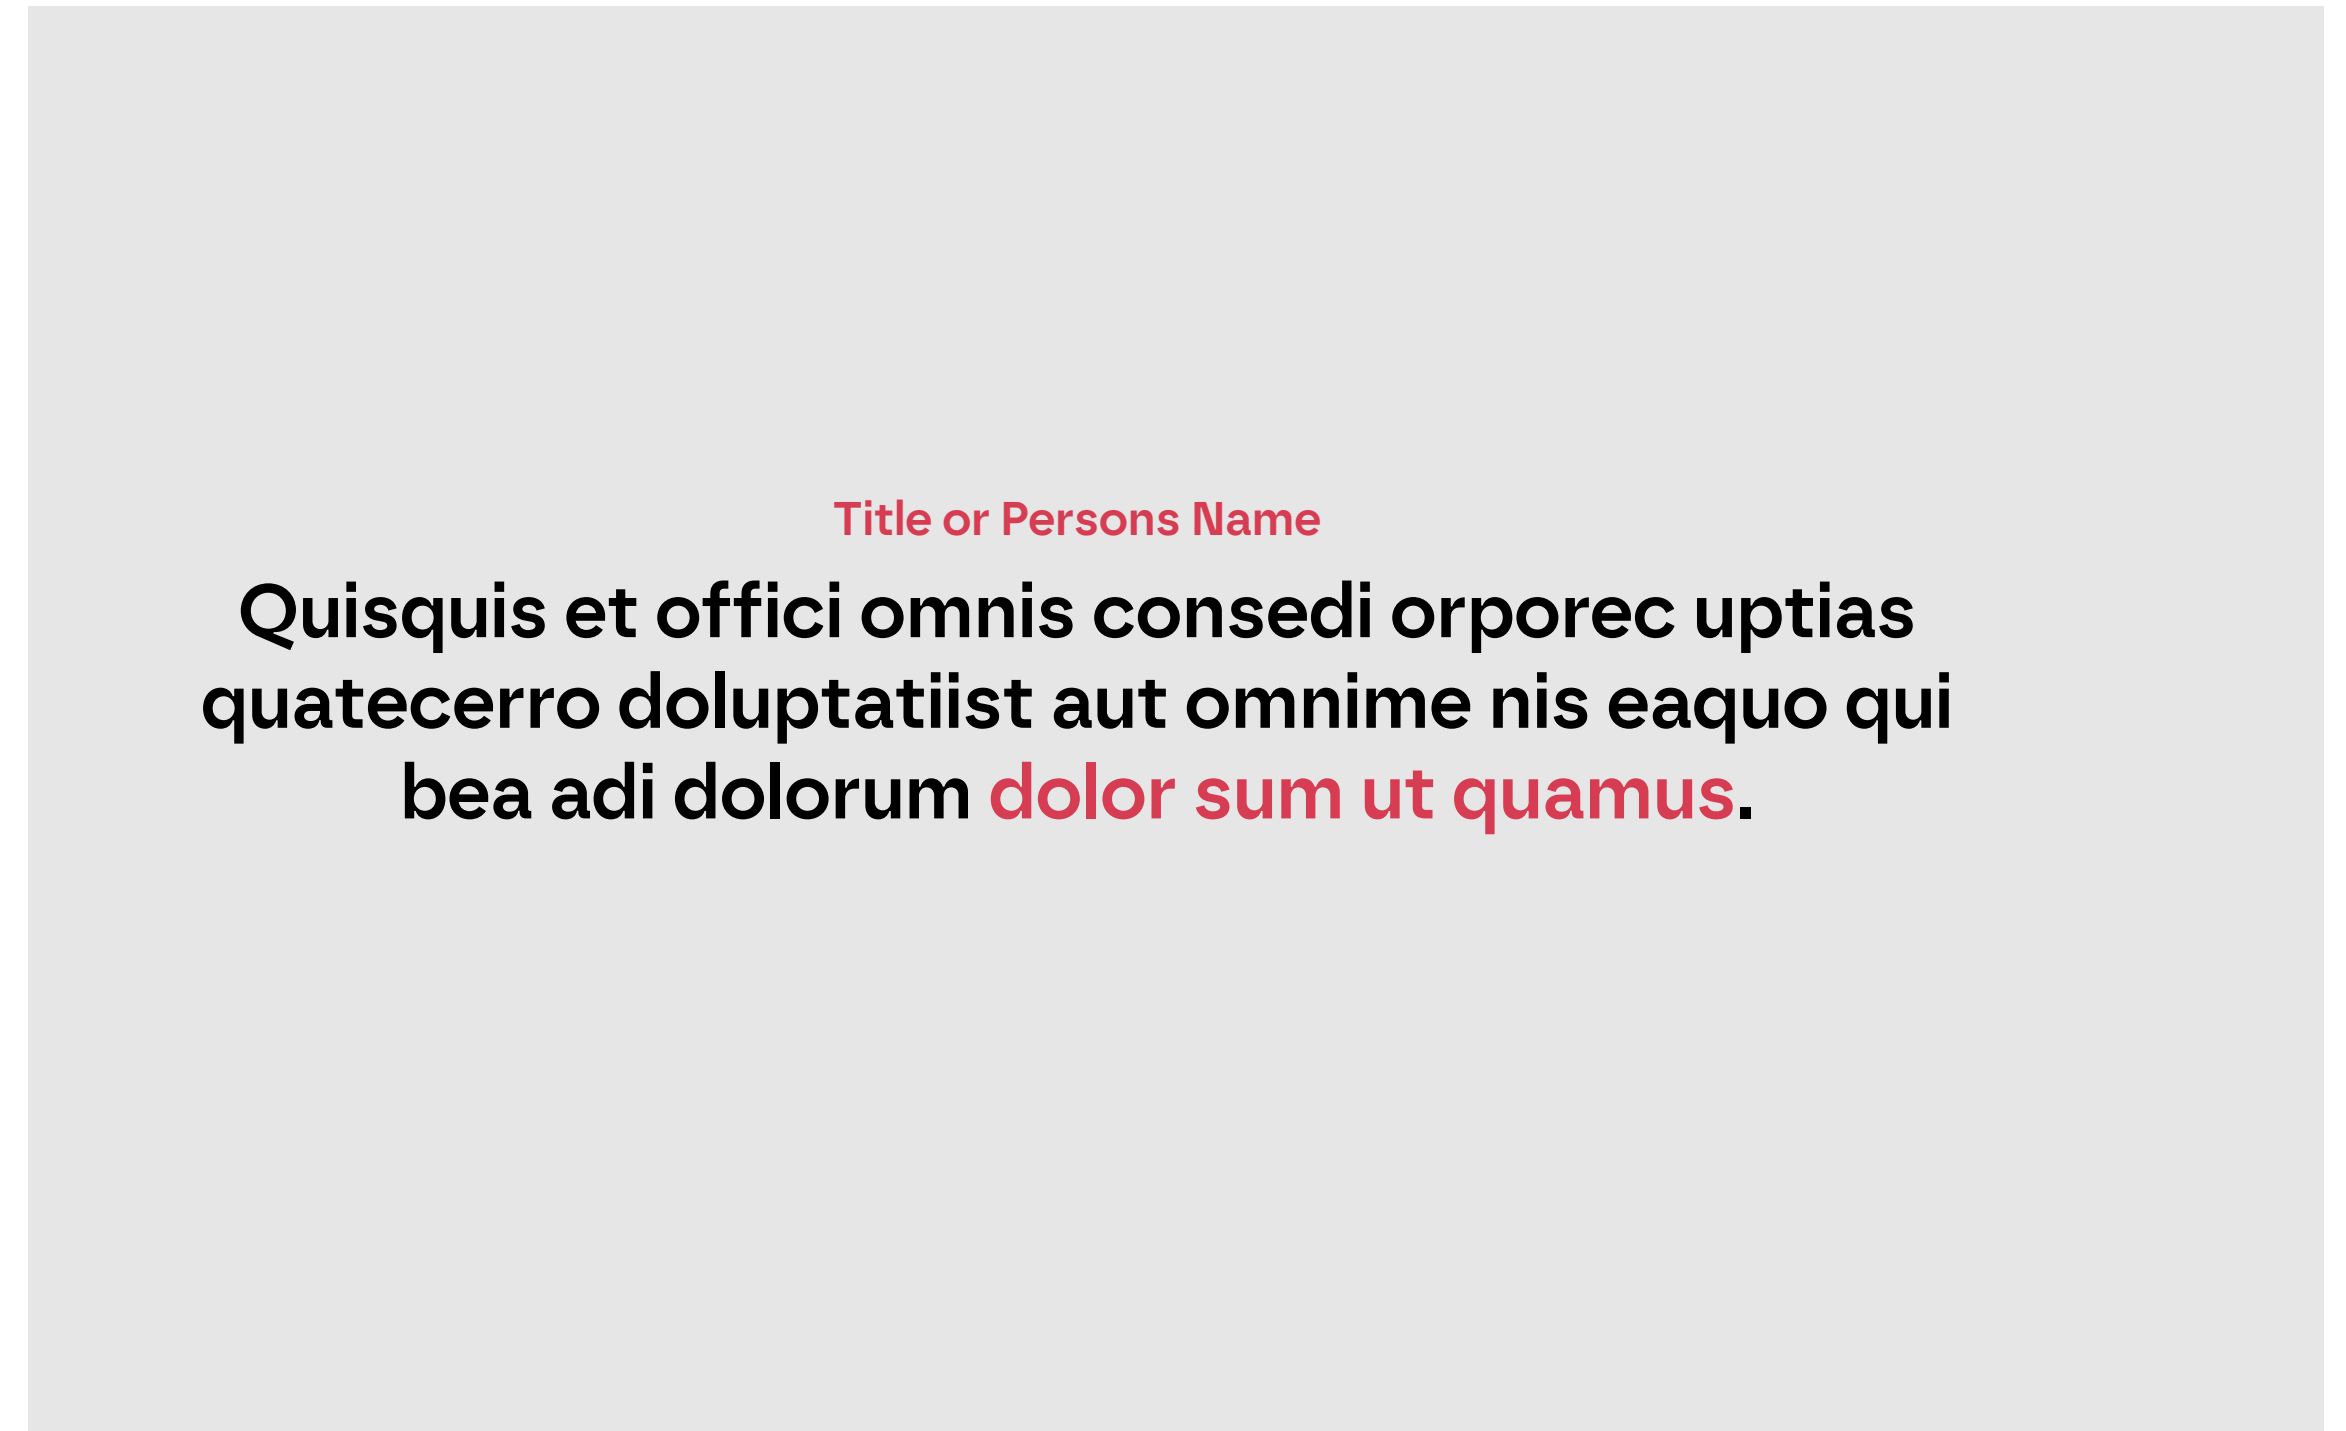 Title or Persons Name
Quisquis et offici omnis consedi orporec uptias
quatecerro doluptatiist aut omnime nis eaquo qui
bea adi dolorum dolor sum ut quamus.